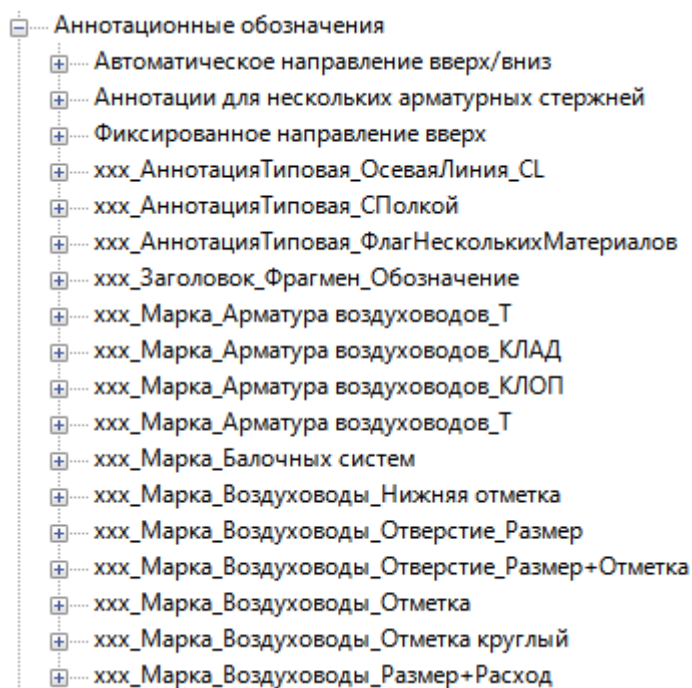 Аннотационные обозначения
Автоматическое направление вверх/вниз
Аннотации для нескольких арматурных стержней
Фиксированное направление вверх
xxx_АннотацияТиповая_ОсеваяЛиния_CL
xxx_АннотацияТиповая_СПолкой
xxx_АннотацияТиповая_ФлагНесколькихМатериалов
xxx_Заголовок_Фрагмен_Обозначение
xxx_Марка_Арматура воздуховодов_Т
xxx_Марка_Арматура воздуховодов_КЛАД
xxx_Марка_Арматура воздуховодов_КЛОП
xxx_Марка_Арматура воздуховодов_Т
xxx_Марка_Балочных систем
xxx_Марка_Воздуховоды_Нижняя отметка
xxx_Марка_Воздуховоды_Отверстие_Размер
xxx_Марка_Воздуховоды_Отверстие_Размер+Отметка
xxx_Марка_Воздуховоды_Отметка
xxx_Марка_Воздуховоды_Отметка круглый
xxx_Марка_Воздуховоды_Размер+Расход